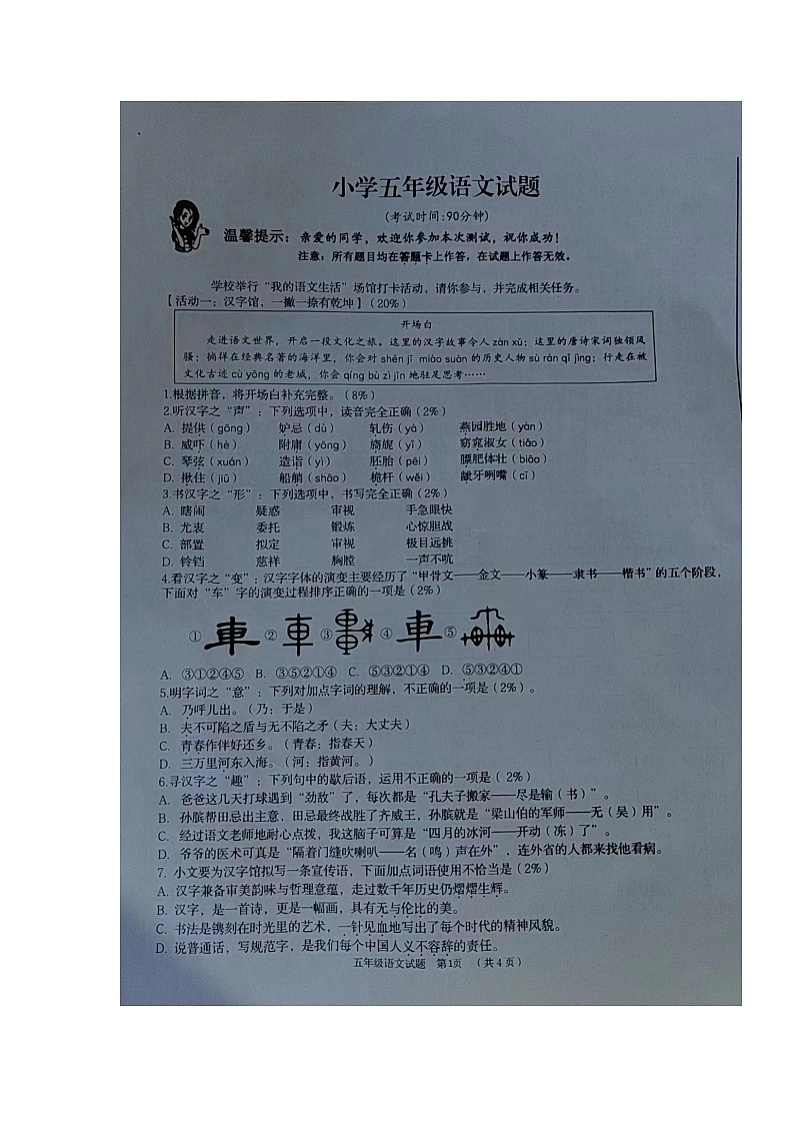 小学五年级语文试题
(考试时间:90分钟)
温馨提示：亲爱的同学，欢迎你参加本次测试，祝你成功！
注意：所有题目均在答题卡上作答，在试题上作答无效。
学校举行“我的语文生活”场馆打卡活动，请你参与，并完成相关任务。
【活动一：汉字馆，一撇一捺有乾坤】(20%)
开场白
走进语文世界，开启一段文化之旅。这里的汉字故事令人 zàn xǔ；这里的唐诗宋词独领风
骚；徜徉在经典名著的海洋里，你会对 shén jī miào suàn 的历史人物 sù rán qǐ jìng；行走在被
文化古迹 cù yōng 的老城，你会 qíng bù zì jīn 地驻足思考……
1.根据拼音，将开场白补充完整。(8%)
2.听汉字之“声”：下列选项中，读音完全正确(2%)
A. 提供(gōng) 妒忌(dù) 轧伤(yà) 燕园胜地(yàn)
B. 威吓(hè) 附庸(yōng) 旖旎(yǐ) 窈窕淑女(tiǎo)
C. 琴弦(xuán) 造诣(yì) 胚胎(péi) 膘肥体壮(biāo)
D. 揪住(jiū) 船艄(shāo) 桅杆(wěi) 龇牙咧嘴(cī)
3.书汉字之“形”：下列选项中，书写完全正确(2%)
A. 瞎闹 疑惑 审视 手急眼快
B. 尤衷 委托 锻炼 心惊胆战
C. 部置 拟定 审视 极目远挑
D. 铃铛 慈祥 胸膛 一声不吭
4.看汉字之“变”：汉字字体的演变主要经历了“甲骨文——金文——小篆——隶书——楷书”的五个阶段，
下面对“车”字的演变过程排序正确的一项是(2%)
① 車 ② 車 ③ ④ 車 ⑤
A. ③①②④⑤ B. ③⑤②①④ C. ⑤③②①④ D. ⑤③②④①
5.明字词之“意”：下列对加点字词的理解，不正确的一项是(2%)。
A. 乃呼儿出。(乃：于是)
B. 夫不可陷之盾与无不陷之矛(夫：大丈夫)
C. 青春作伴好还乡。(青春：指春天)
D. 三万里河东入海。(河：指黄河。)
6.寻汉字之“趣”：下列句中的歇后语，运用不正确的一项是( 2%)
A. 爸爸这几天打球遇到“劲敌”了，每次都是“孔夫子搬家——尽是输(书)”。
B. 孙膑帮田忌出主意，田忌最终战胜了齐威王，孙膑就是“梁山伯的军师——无(吴)用”。
C. 经过语文老师地耐心点拨，我这脑子可算是“四月的冰河——开动(冻)了”。
D. 爷爷的医术可真是“隔着门缝吹喇叭——名(鸣)声在外”，连外省的人都来找他看病。
7. 小文要为汉字馆拟写一条宣传语，下面加点词语使用不恰当是(2%)
A. 汉字兼备审美韵味与哲理意蕴，走过数千年历史仍熠熠生辉。
B. 汉字，是一首诗，更是一幅画，具有无与伦比的美。
C. 书法是镌刻在时光里的艺术，一针见血地写出了每个时代的精神风貌。
D. 说普通话，写规范字，是我们每个中国人义不容辞的责任。
五年级语文试题 第1页 (共4页)